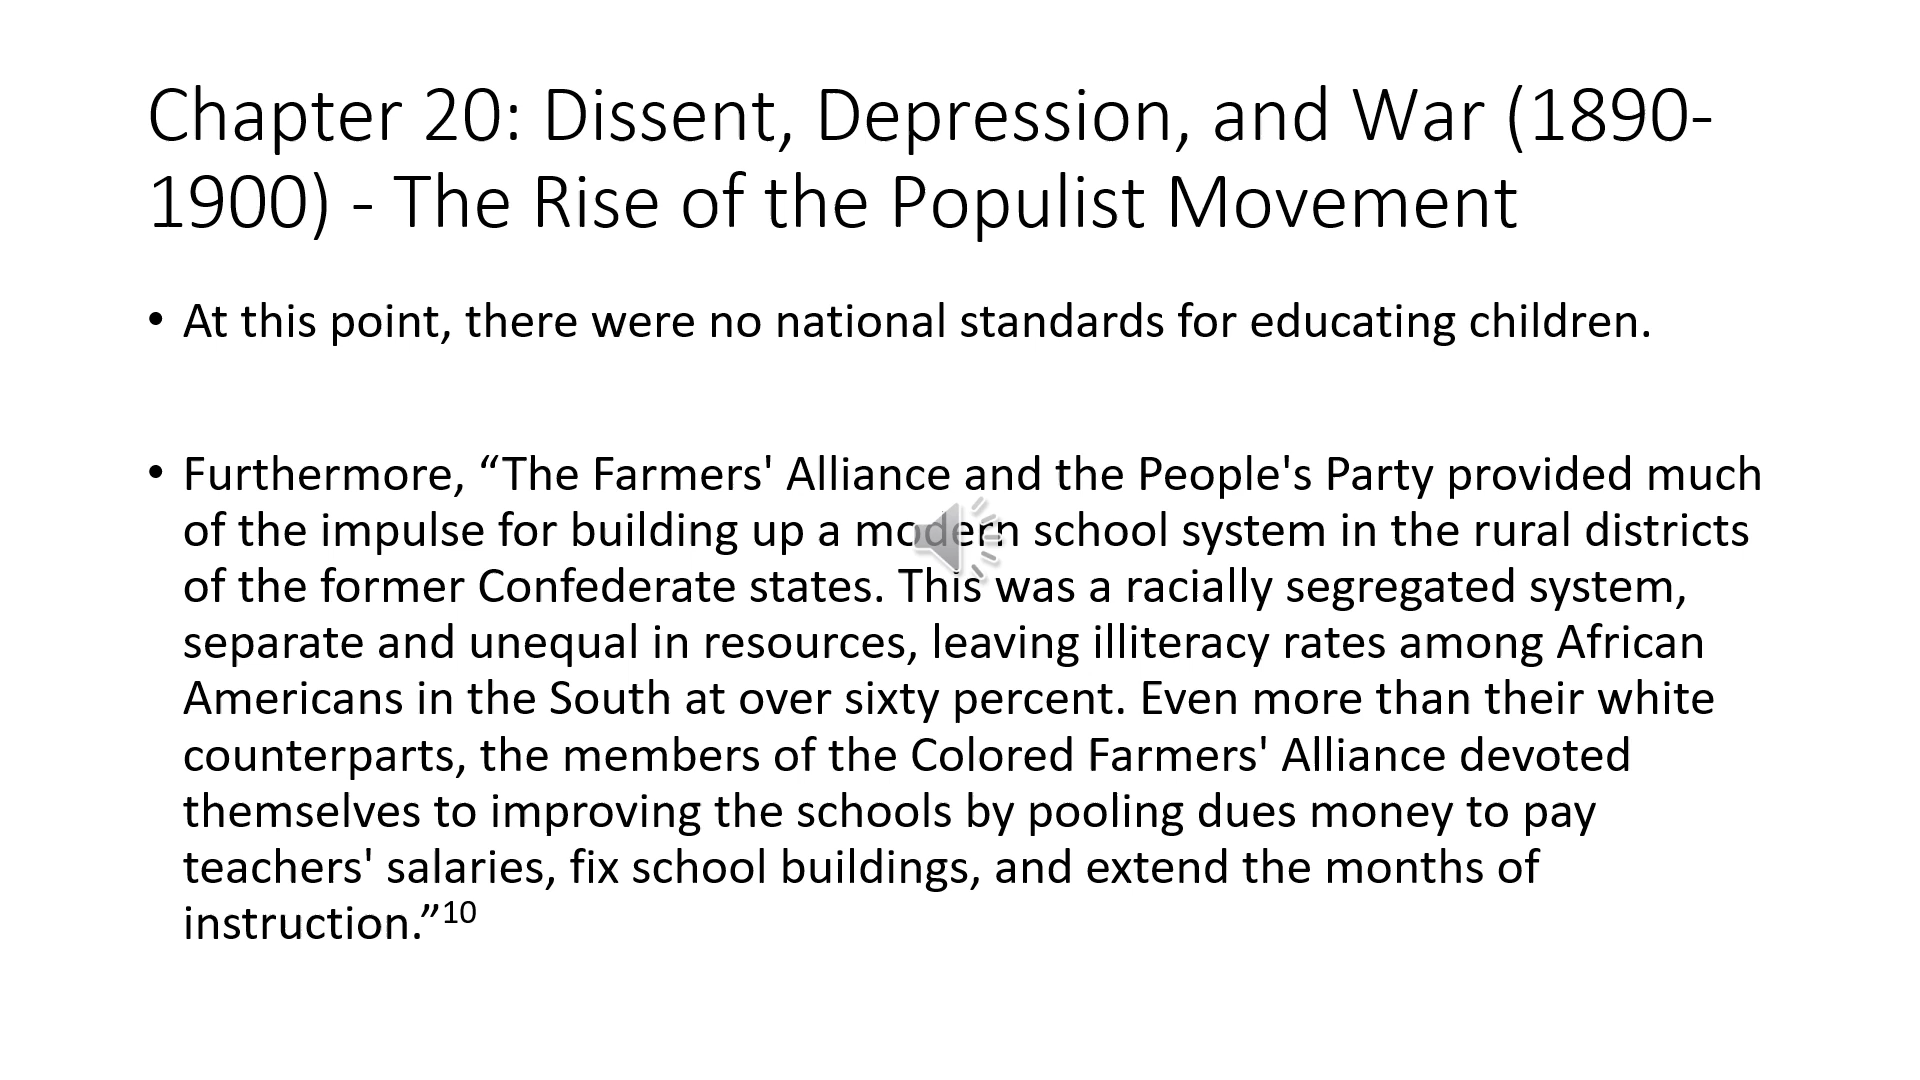 Chapter 20: Dissent, Depression, and War (1890-
1900) - The Rise of the Populist Movement
• At this point, there were no national standards for educating children.
• Furthermore, “The Farmers' Alliance and the People's Party provided much
of the impulse for building up a modern school system in the rural districts
of the former Confederate states. This was a racially segregated system,
separate and unequal in resources, leaving illiteracy rates among African
Americans in the South at over sixty percent. Even more than their white
counterparts, the members of the Colored Farmers' Alliance devoted
themselves to improving the schools by pooling dues money to pay
teachers' salaries, fix school buildings, and extend the months of
instruction.”10